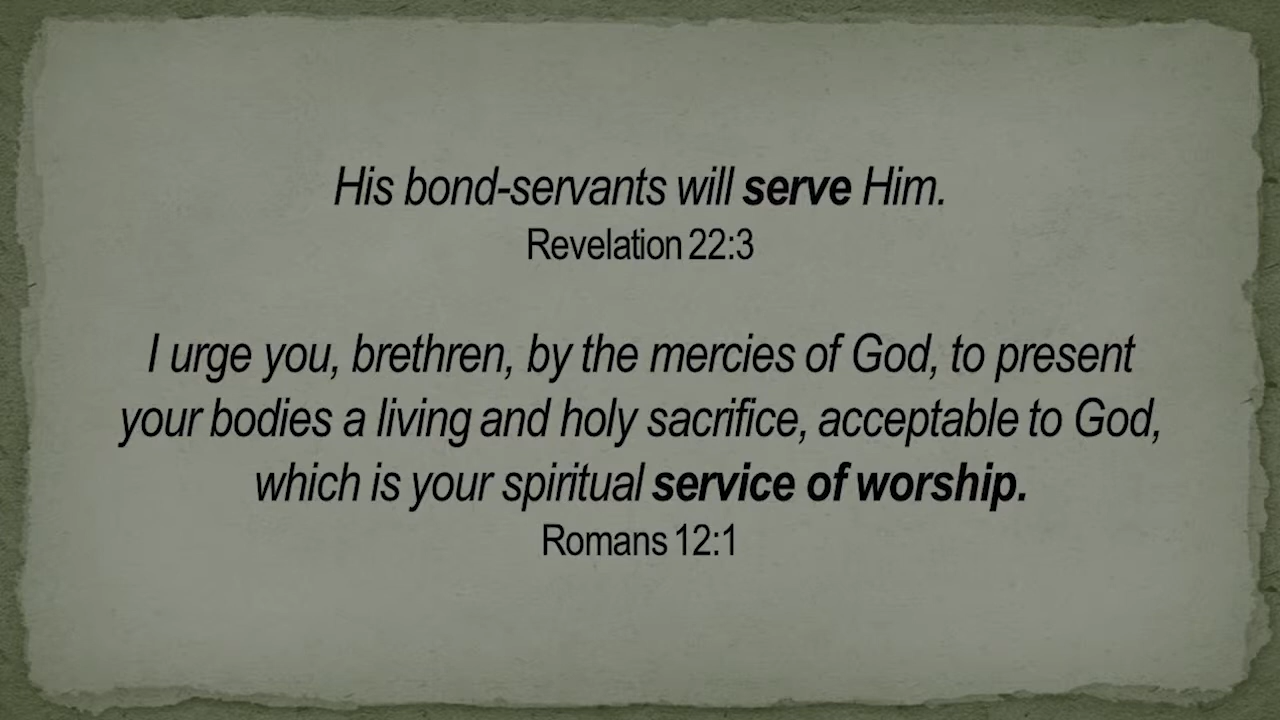 His bond-servants will serve Him.
Revelation 22:3
I urge you, brethren, by the mercies of God, to present
your bodies a living and holy sacrifice, acceptable to God,
which is your spiritual service of worship.
Romans 12:1